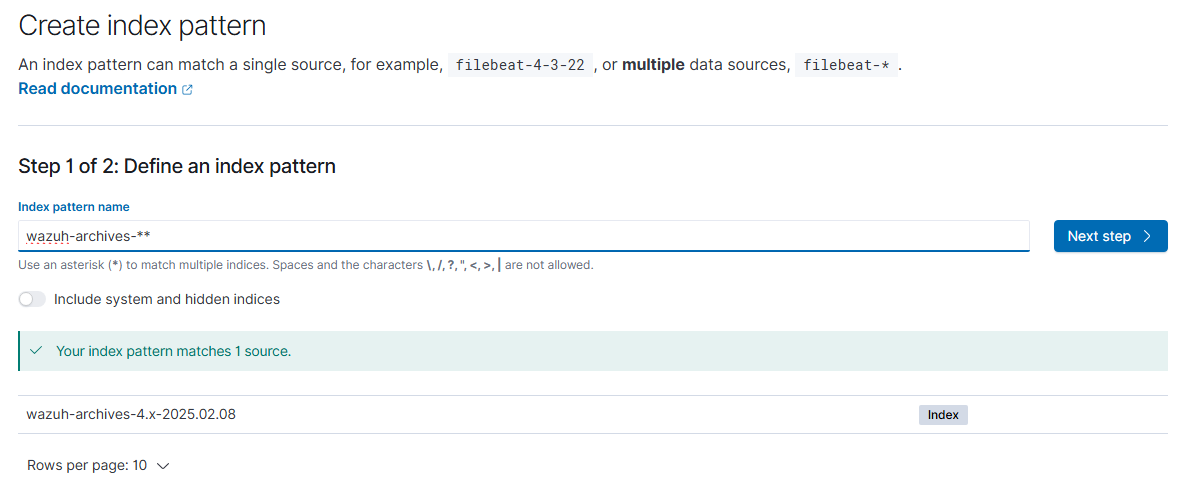 Create index pattern
An index pattern can match a single source, for example, filebeat-4-3-22 , or multiple data sources, filebeat-* .
Read documentation
Step 1 of 2: Define an index pattern
Index pattern name
wazuh-archives-**
Next step
Use an asterisk (*) to match multiple indices. Spaces and the characters \, /, ?, ", <, >, | are not allowed.
Include system and hidden indices
Your index pattern matches 1 source.
wazuh-archives-4.x-2025.02.08 Index
Rows per page: 10